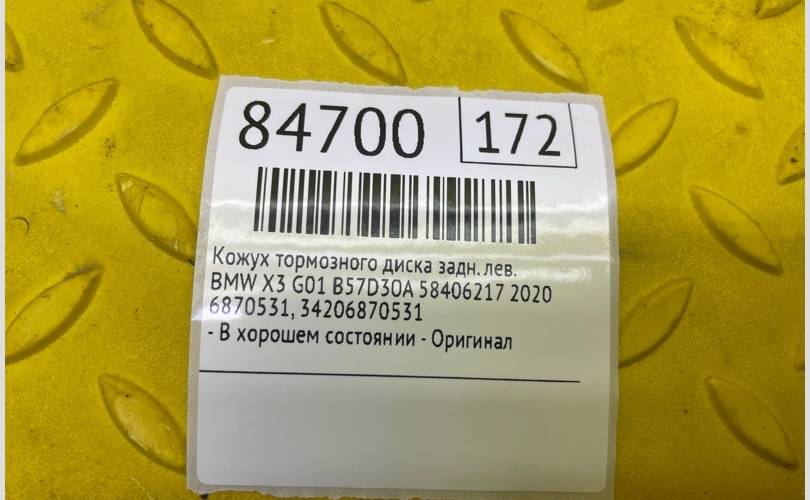 84700 172
Кожух тормозного диска задн. лев.
BMW X3 G01 B57D30A 58406217 2020
6870531, 34206870531
- В хорошем состоянии - Оригинал